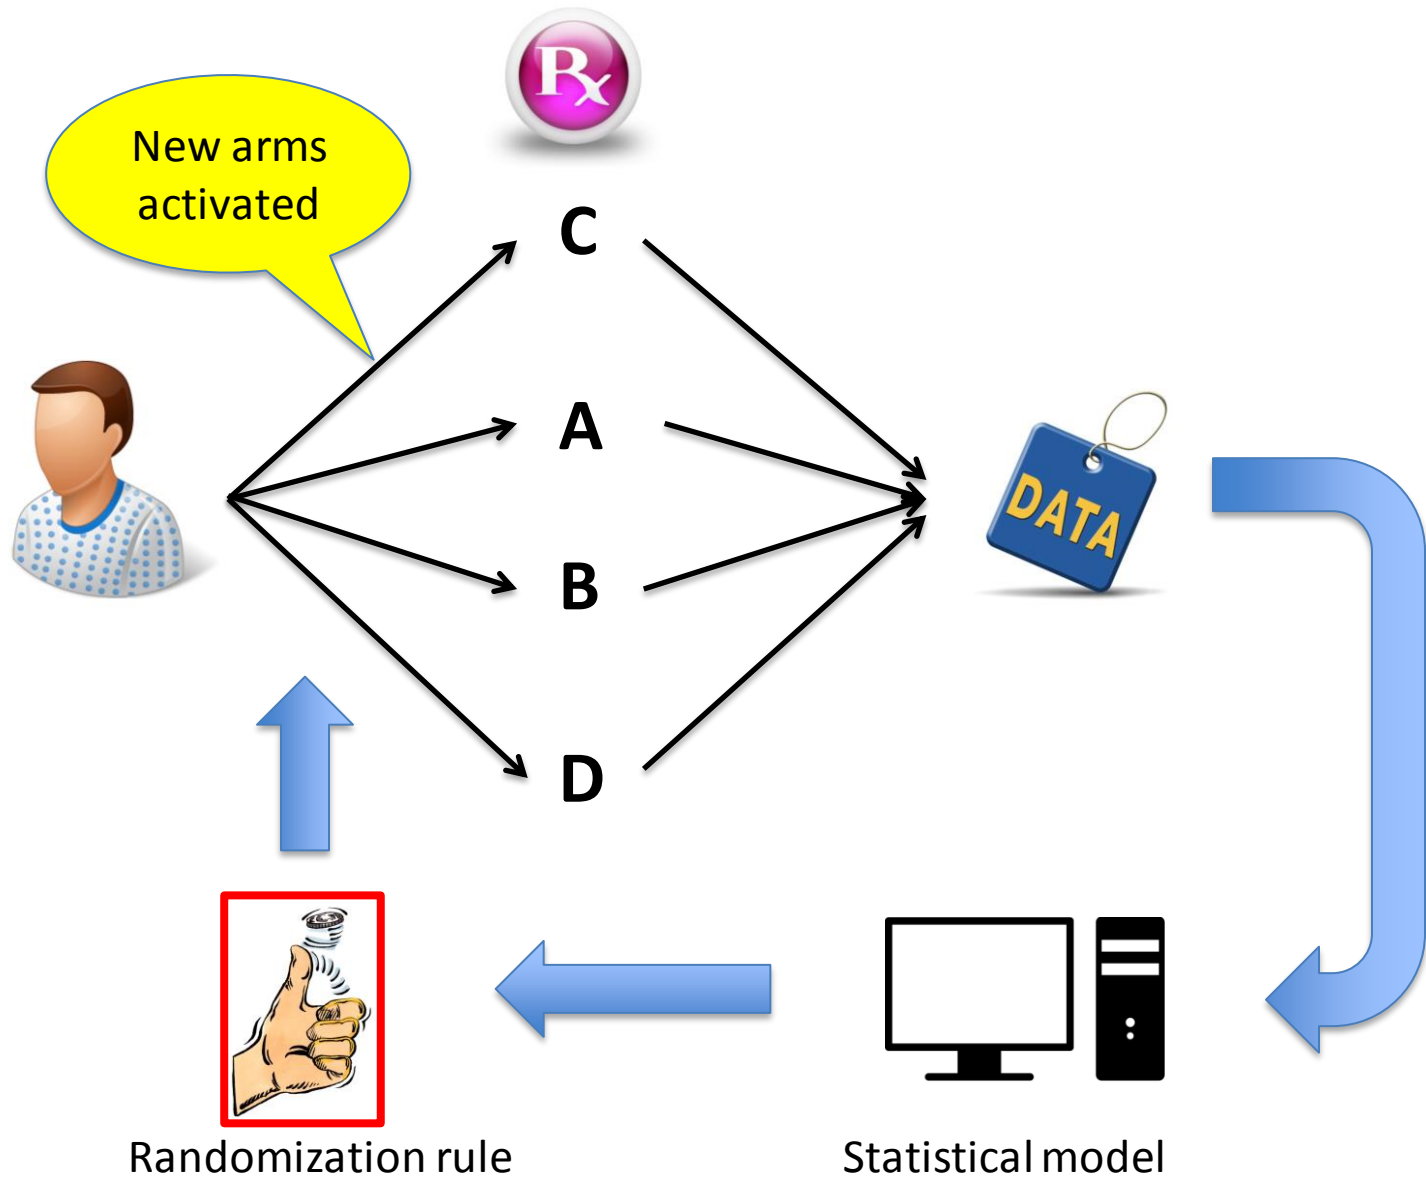 Rx
New arms
activated
C
A
B
D
DATA
Randomization rule
Statistical model